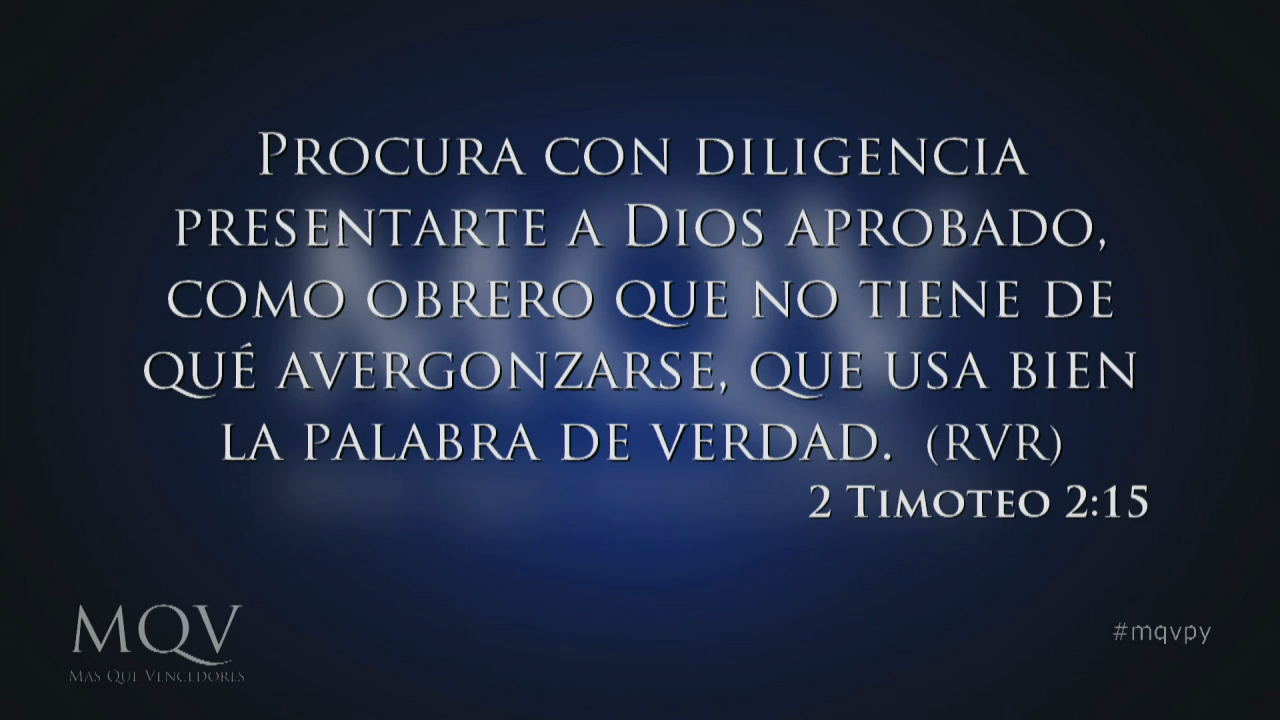 Procura con diligencia
presentarte a Dios aprobado,
como obrero que no tiene de
qué avergonzarse, que usa bien
la palabra de verdad. (RVR)
2 Timoteo 2:15
MQV
Mas Que Vencedores
#mqvpy